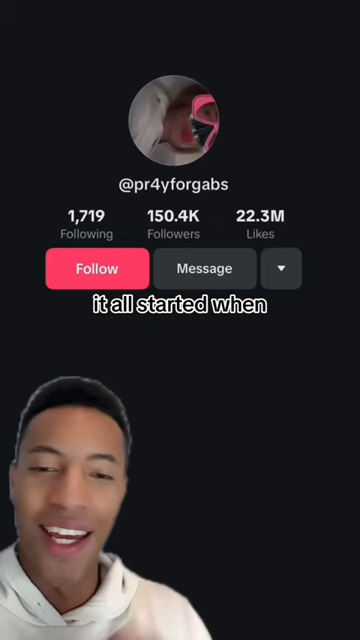 @pr4yforgabs
1,719 150.4K 22.3M
Following Followers Likes
Follow Message
it all started when